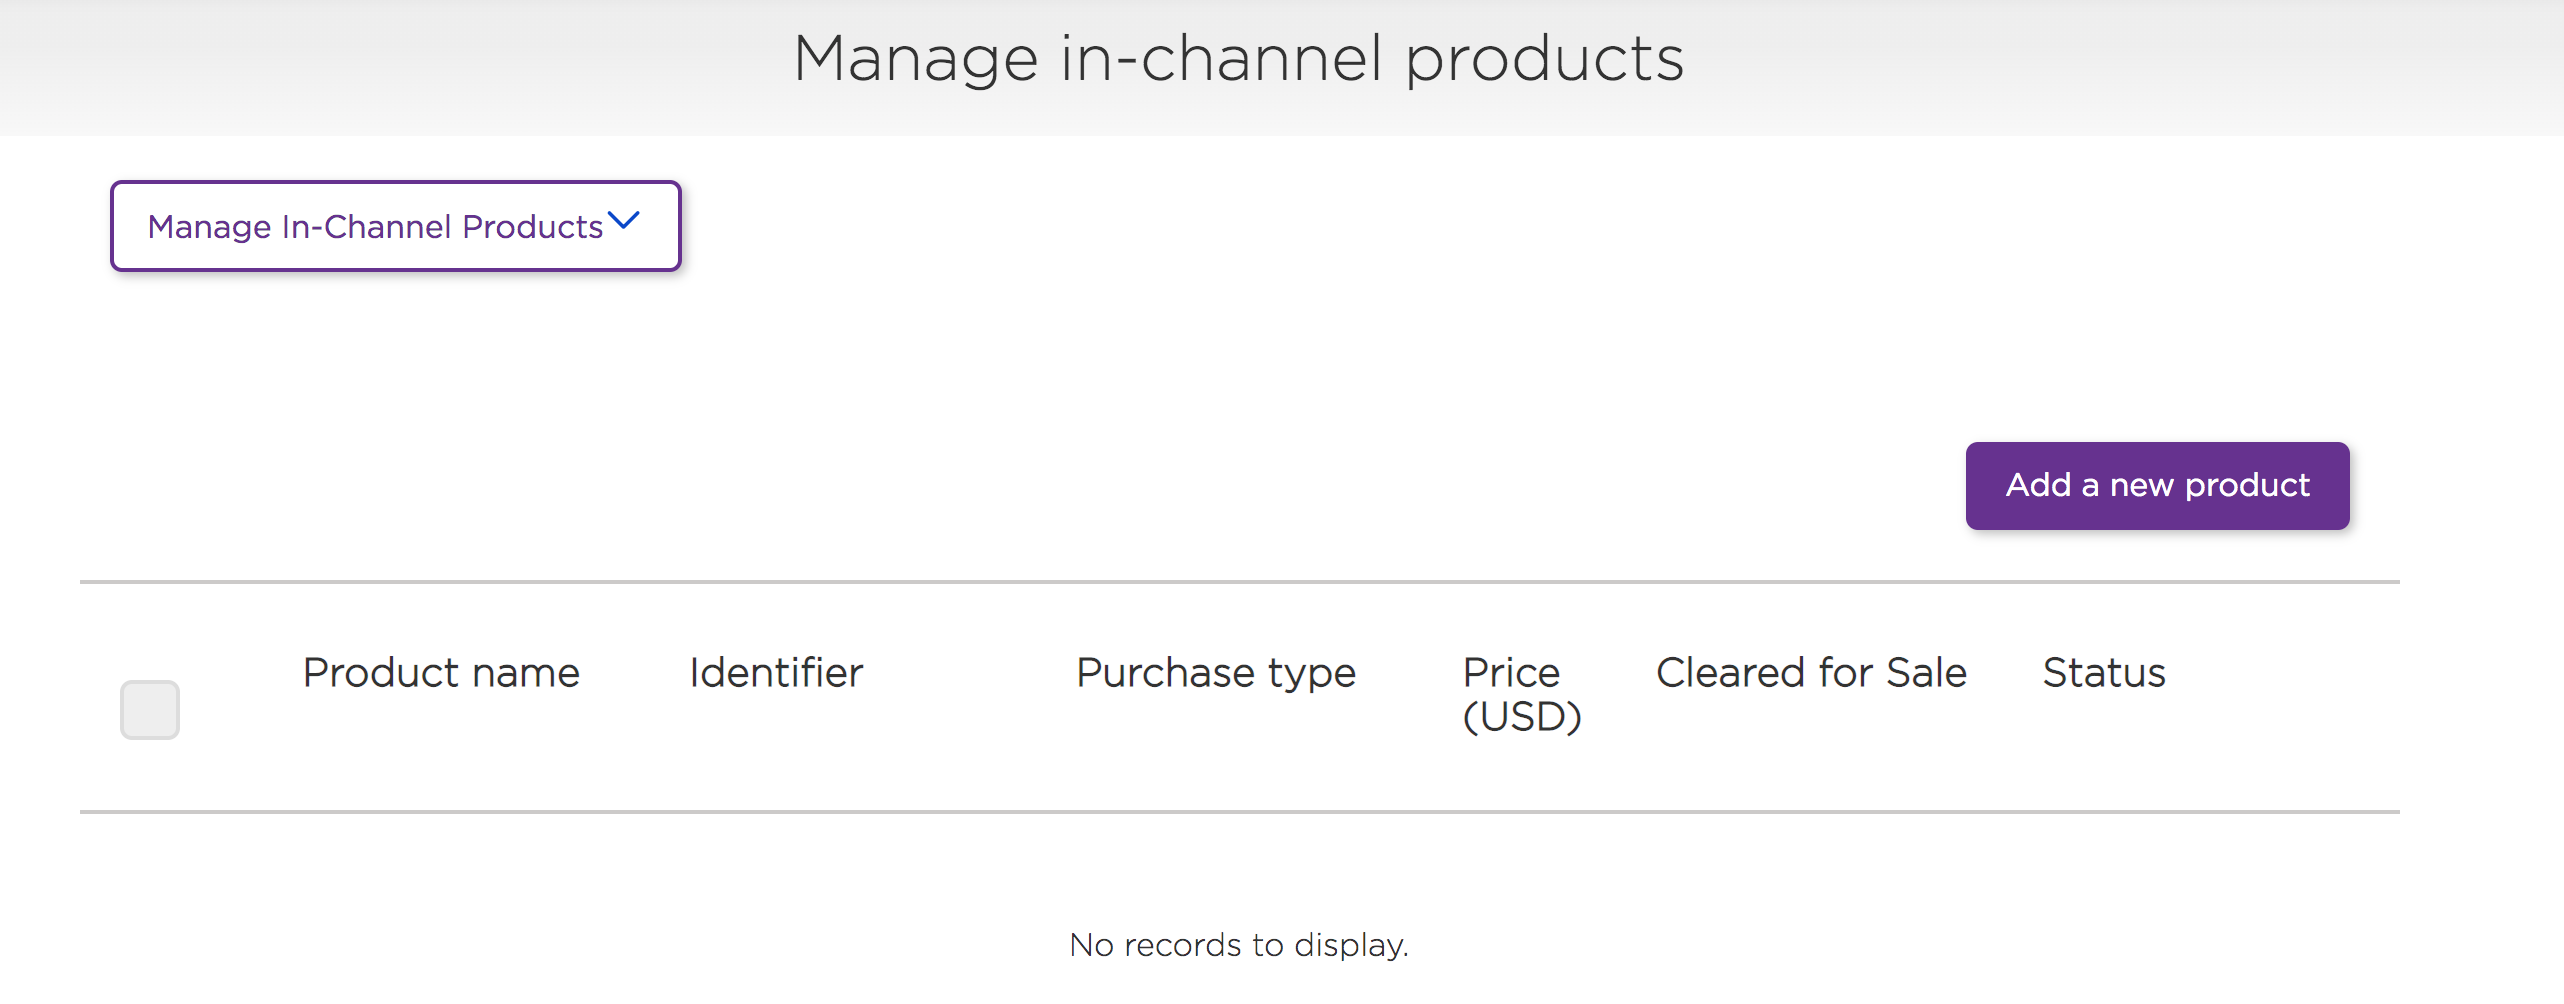 Manage in-channel products
Manage In-Channel Products
Add a new product
Product name Identifier Purchase type Price (USD) Cleared for Sale Status
No records to display.